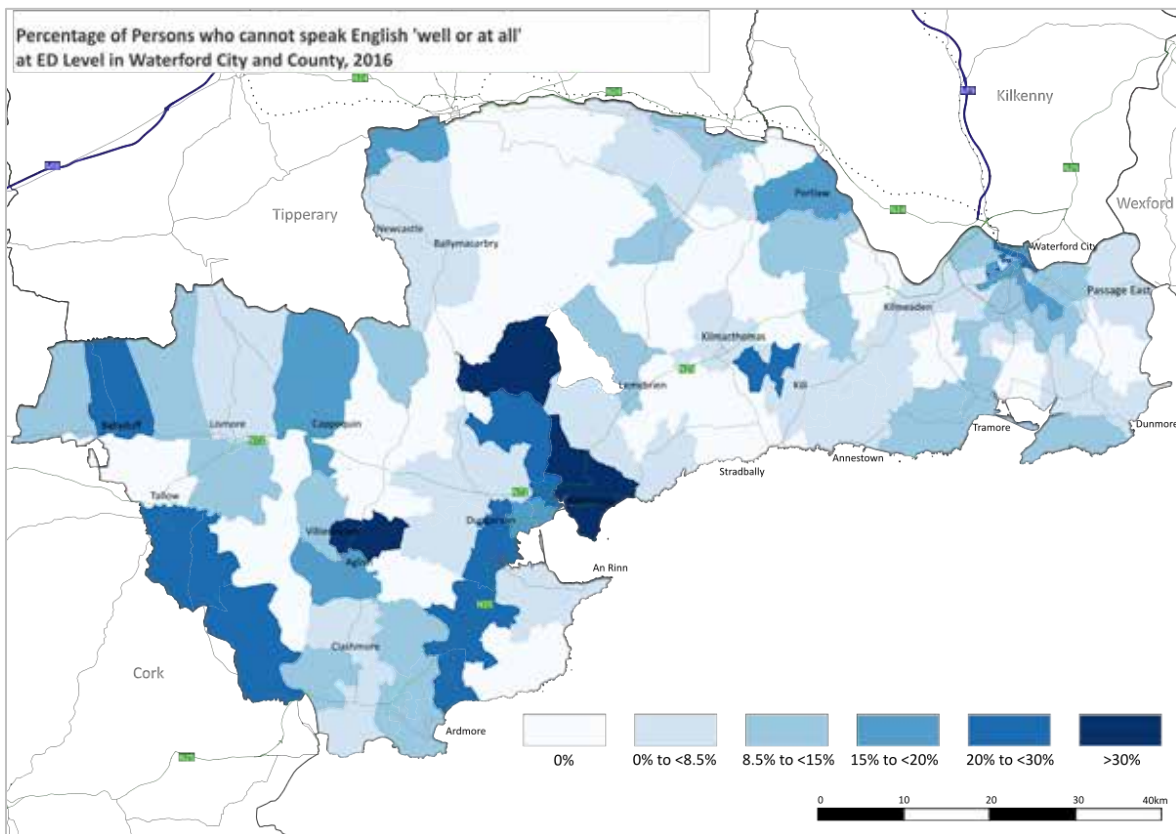 Percentage of Persons who cannot speak English 'well or at all'
at ED Level in Waterford City and County, 2016
Kilkenny
Wexford
Tipperary
Portlaw
Newcastle
Ballymacarbry
Waterford City
Passage East
Kilmeaden
Kilmacthomas
Lemybrien
Kill
Ballyduff
Lismore
Cappoquin
Tramore
Dunmore
Annestown
Stradbally
Tallow
Dungarvan
Villierstown
Aglish
An Rinn
N25
Clashmore
Cork
Ardmore
0%
0% to <8.5%
8.5% to <15%
15% to <20%
20% to <30%
>30%
0 10 20 30 40km